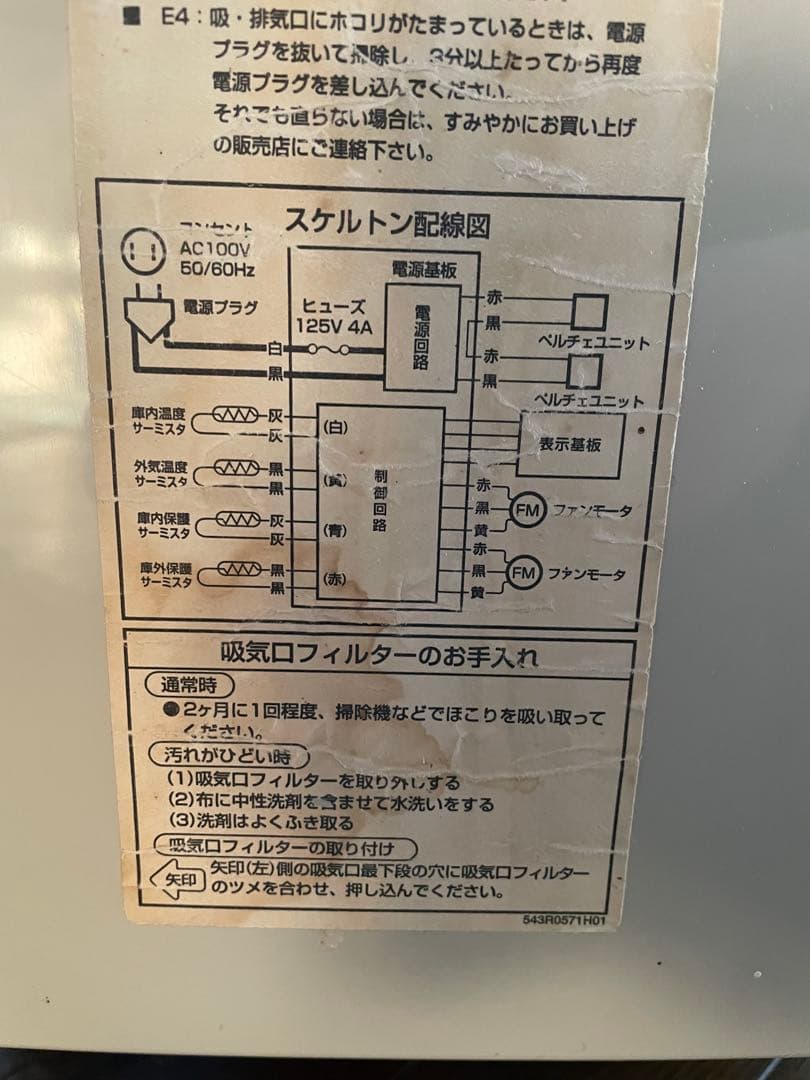 ■ E4：吸・排気口にホコリがたまっているときは、電源
プラグを抜いて掃除し、3分以上たってから再度
電源プラグを差し込んでください。
それでも直らない場合は、すみやかにお買い上げ
の販売店にご連絡下さい。
スケルトン配線図
コンセント
AC100V
50/60Hz
電源プラグ
ヒューズ
125V 4A
電源基板
電源回路
白
黒
赤
黒
ペルチェユニット
赤
黒
ペルチェユニット
庫内温度
サーミスタ
灰
灰
(白)
外気温度
サーミスタ
黒
黒
(黄)
庫内保護
サーミスタ
灰
灰
(青)
庫外保護
サーミスタ
黒
黒
(赤)
制御回路
表示基板
赤
黒
黄
FM
ファンモータ
赤
黒
黄
FM
ファンモータ
吸気口フィルターのお手入れ
通常時
●2ヶ月に1回程度、掃除機などでほこりを吸い取って
ください。
汚れがひどい時
(1)吸気口フィルターを取り外しする
(2)布に中性洗剤を含ませて水洗いをする
(3)洗剤はよくふき取る
吸気口フィルターの取り付け
矢印
矢印(左)側の吸気口最下段の穴に吸気口フィルター
のツメを合わせ、押し込んでください。
543R0571H01